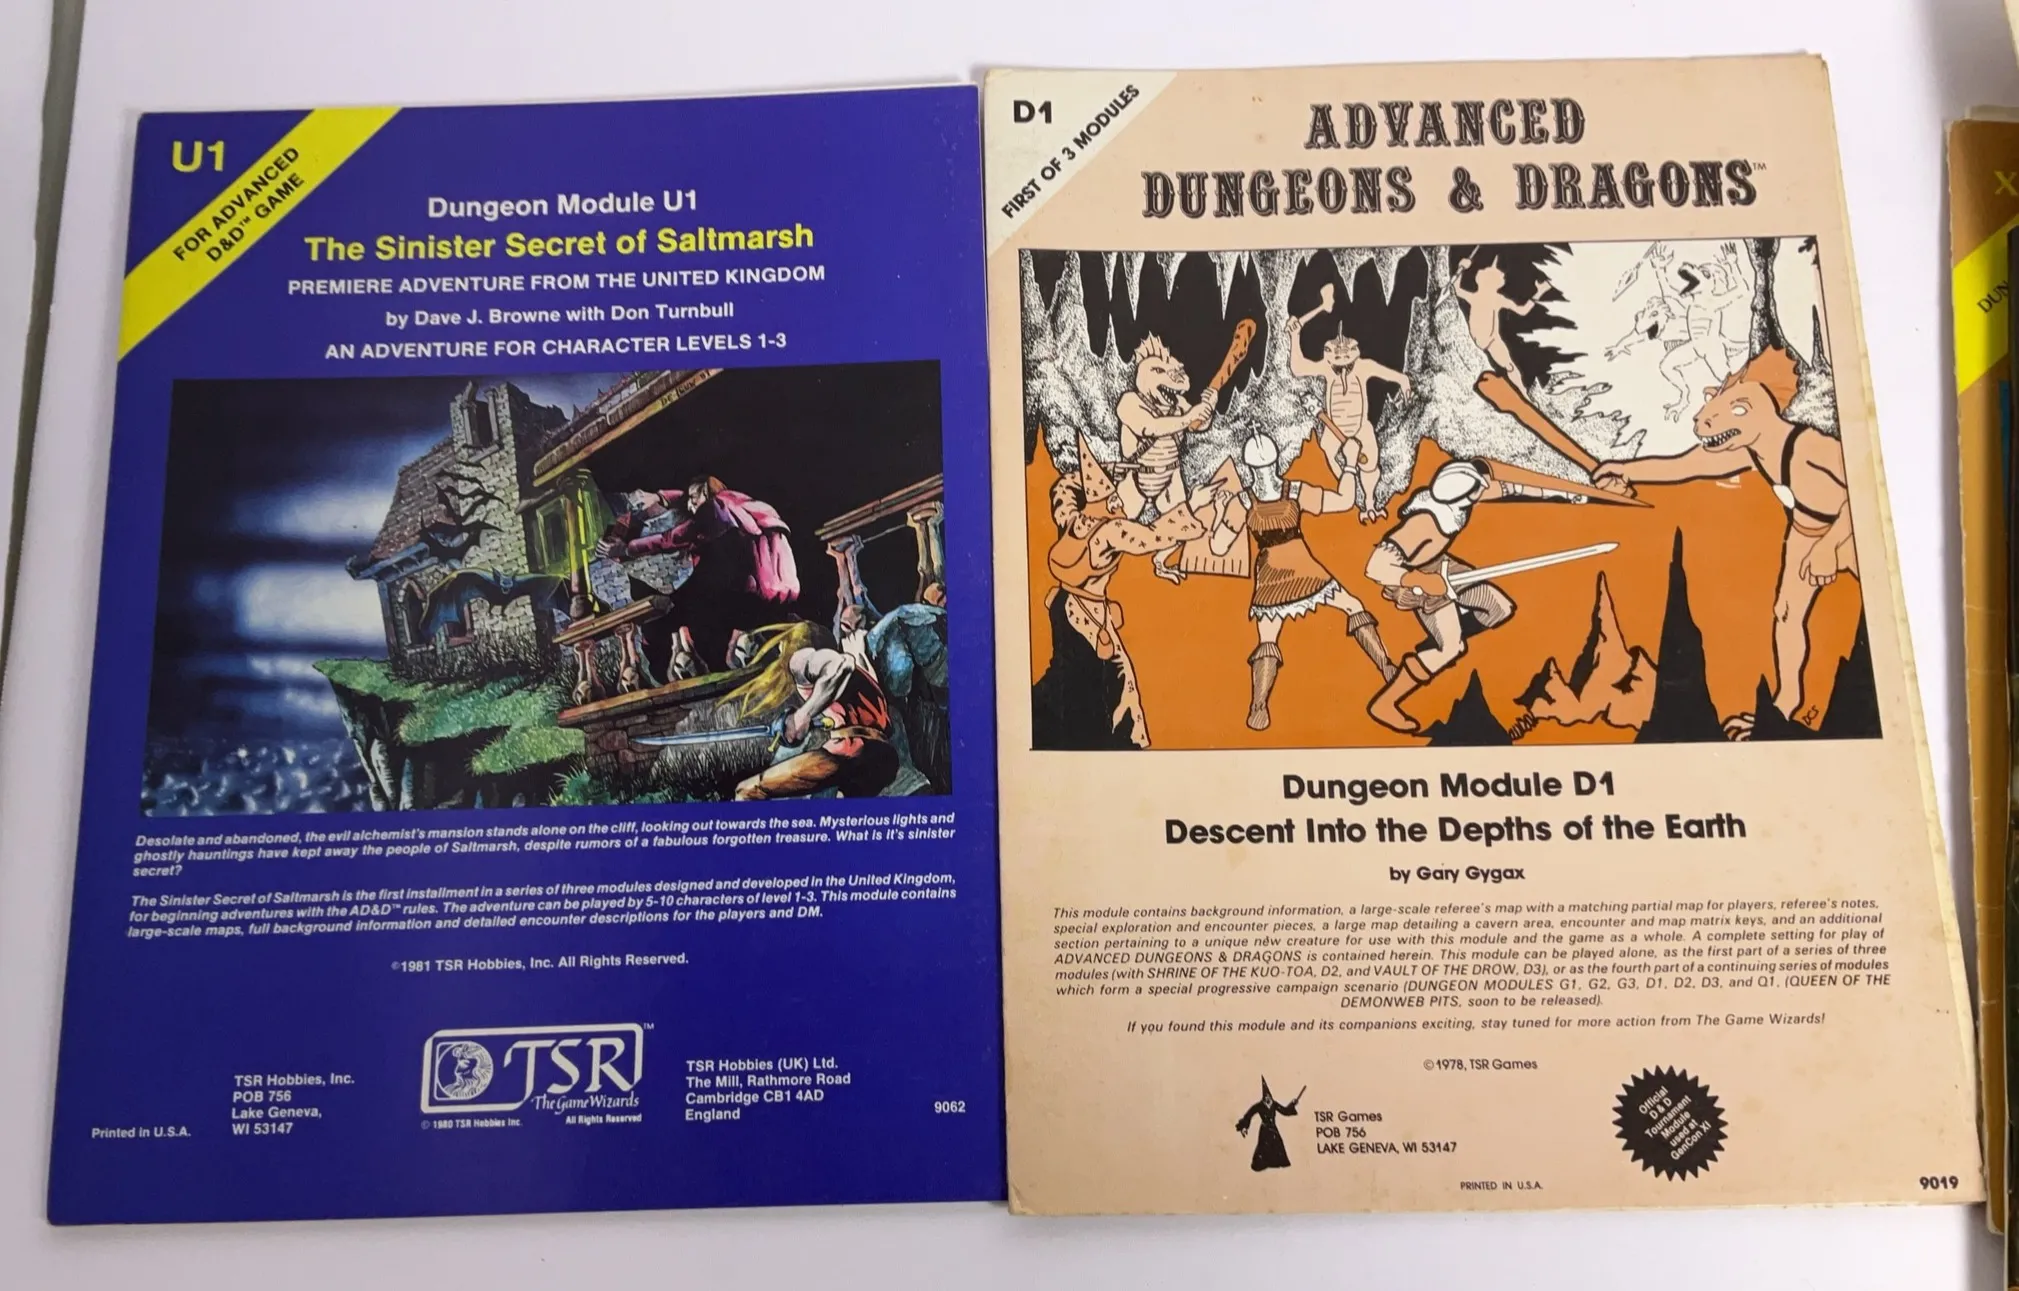 U1
FOR ADVANCED
D&D™ GAME
Dungeon Module U1
The Sinister Secret of Saltmarsh
PREMIERE ADVENTURE FROM THE UNITED KINGDOM
by Dave J. Browne with Don Turnbull
AN ADVENTURE FOR CHARACTER LEVELS 1-3
Desolate and abandoned, the evil alchemist's mansion stands alone on the cliff, looking out towards the sea. Mysterious lights and
ghostly hauntings have kept away the people of Saltmarsh, despite rumors of a fabulous forgotten treasure. What is it's sinister
secret?
The Sinister Secret of Saltmarsh is the first installment in a series of three modules designed and developed in the United Kingdom,
for beginning adventures with the AD&D™ rules. The adventure can be played by 5-10 characters of level 1-3. This module contains
large-scale maps, full background information and detailed encounter descriptions for the players and DM.
©1981 TSR Hobbies, Inc. All Rights Reserved.
Printed in U.S.A.
TSR Hobbies, Inc.
POB 756
Lake Geneva,
WI 53147
TSR™
The Game Wizards
© 1980 TSR Hobbies Inc.
All Rights Reserved
TSR Hobbies (UK) Ltd.
The Mill, Rathmore Road
Cambridge CB1 4AD
England
9062
D1
FIRST OF 3 MODULES
ADVANCED
DUNGEONS & DRAGONS™
DCS
Dungeon Module D1
Descent Into the Depths of the Earth
by Gary Gygax
This module contains background information, a large-scale referee's map with a matching partial map for players, referee's notes,
special exploration and encounter pieces, a large map detailing a cavern area, encounter and map matrix keys, and an additional
section pertaining to a unique new creature for use with this module and the game as a whole. A complete setting for play of
ADVANCED DUNGEONS & DRAGONS is contained herein. This module can be played alone, as the first part of a series of three
modules (with SHRINE OF THE KUO-TOA, D2, and VAULT OF THE DROW, D3), or as the fourth part of a continuing series of modules
which form a special progressive campaign scenario (DUNGEON MODULES G1, G2, G3, D1, D2, D3, and Q1, (QUEEN OF THE
DEMONWEB PITS, soon to be released).
If you found this module and its companions exciting, stay tuned for more action from The Game Wizards!
©1978, TSR Games
TSR Games
POB 756
LAKE GENEVA, WI 53147
PRINTED IN U.S.A.
Official
D & D
Tournament
Module
used at
GenCon XI
9019
X
DUN